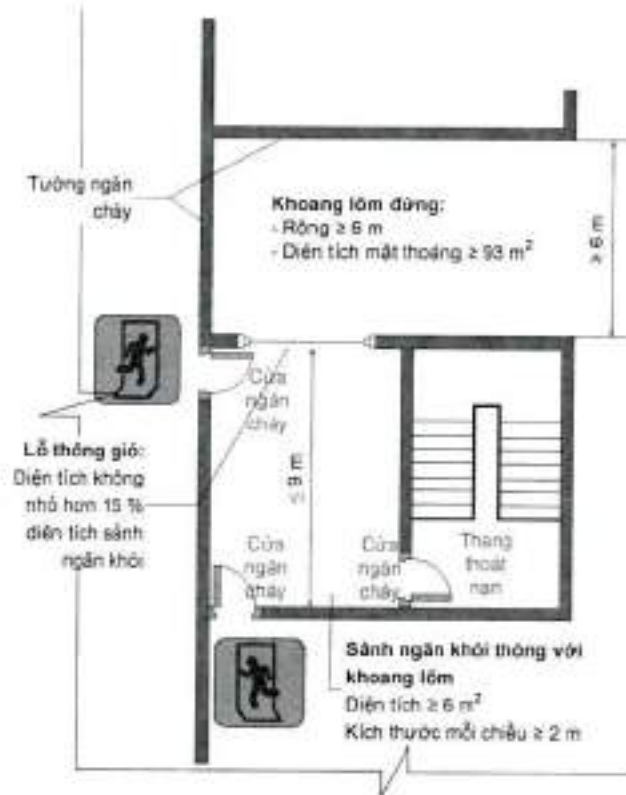 Tường ngăn
cháy
Khoang lõm đứng:
- Rộng ≥ 6 m
- Diện tích mặt thoáng ≥ 93 m²
≥ 6 m
Cửa
ngăn
cháy
Lỗ thông gió:
Diện tích không
nhỏ hơn 15 %
diện tích sảnh
ngăn khói
≤ 9 m
Cửa
ngăn
cháy
Cửa
ngăn
cháy
Thang
thoát
nạn
Sảnh ngăn khói thông với
khoang lõm
Diện tích ≥ 6 m²
Kích thước mỗi chiều ≥ 2 m